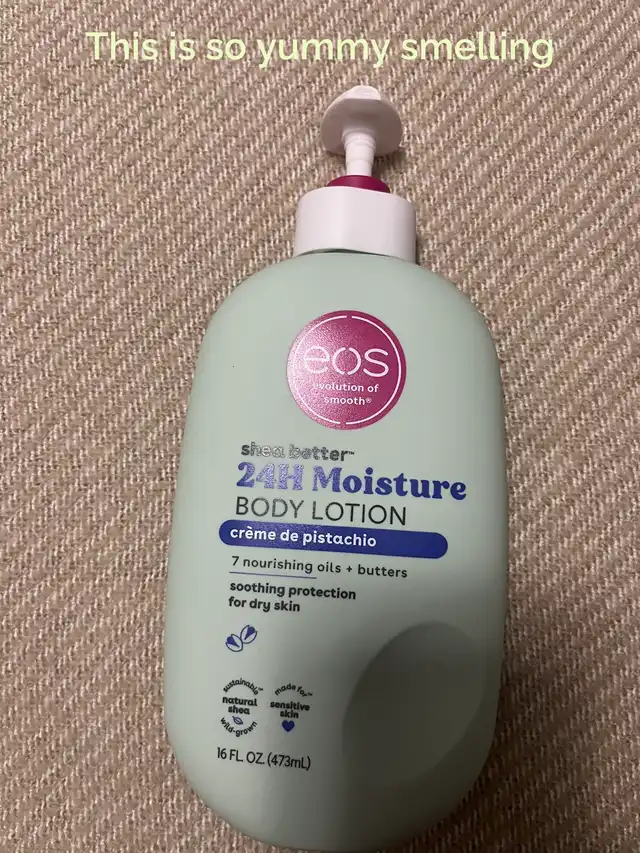 This is so yummy smelling
eos
evolution of
smooth®
shea better™
24H Moisture
BODY LOTION
crème de pistachio
7 nourishing oils + butters
soothing protection
for dry skin
sustainable
natural
shea
wild-grown
made for™
sensitive
skin
16 FL. OZ. (473mL)